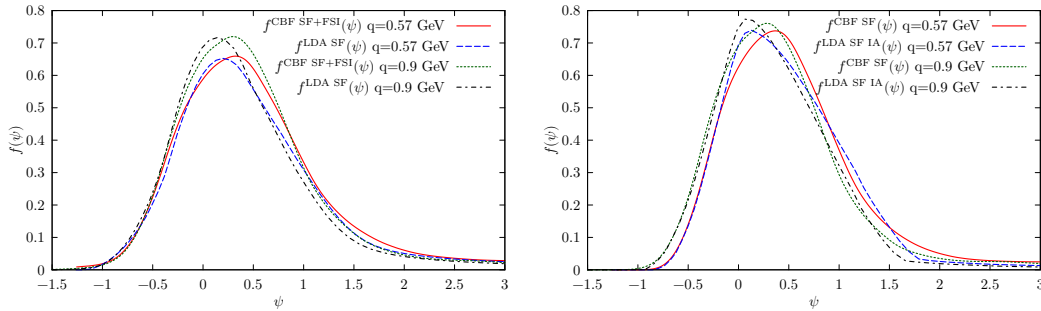 f^CBF SF+FSI(ψ) q=0.57 GeV
f^LDA SF(ψ) q=0.57 GeV
f^CBF SF+FSI(ψ) q=0.9 GeV
f^LDA SF(ψ) q=0.9 GeV
f(ψ)
0.8
0.7
0.6
0.5
0.4
0.3
0.2
0.1
0
−1.5 −1 −0.5 0 0.5 1 1.5 2 2.5 3
ψ
f^CBF SF(ψ) q=0.57 GeV
f^LDA SF IA(ψ) q=0.57 GeV
f^CBF SF(ψ) q=0.9 GeV
f^LDA SF IA(ψ) q=0.9 GeV
f(ψ)
0.8
0.7
0.6
0.5
0.4
0.3
0.2
0.1
0
−1.5 −1 −0.5 0 0.5 1 1.5 2 2.5 3
ψ